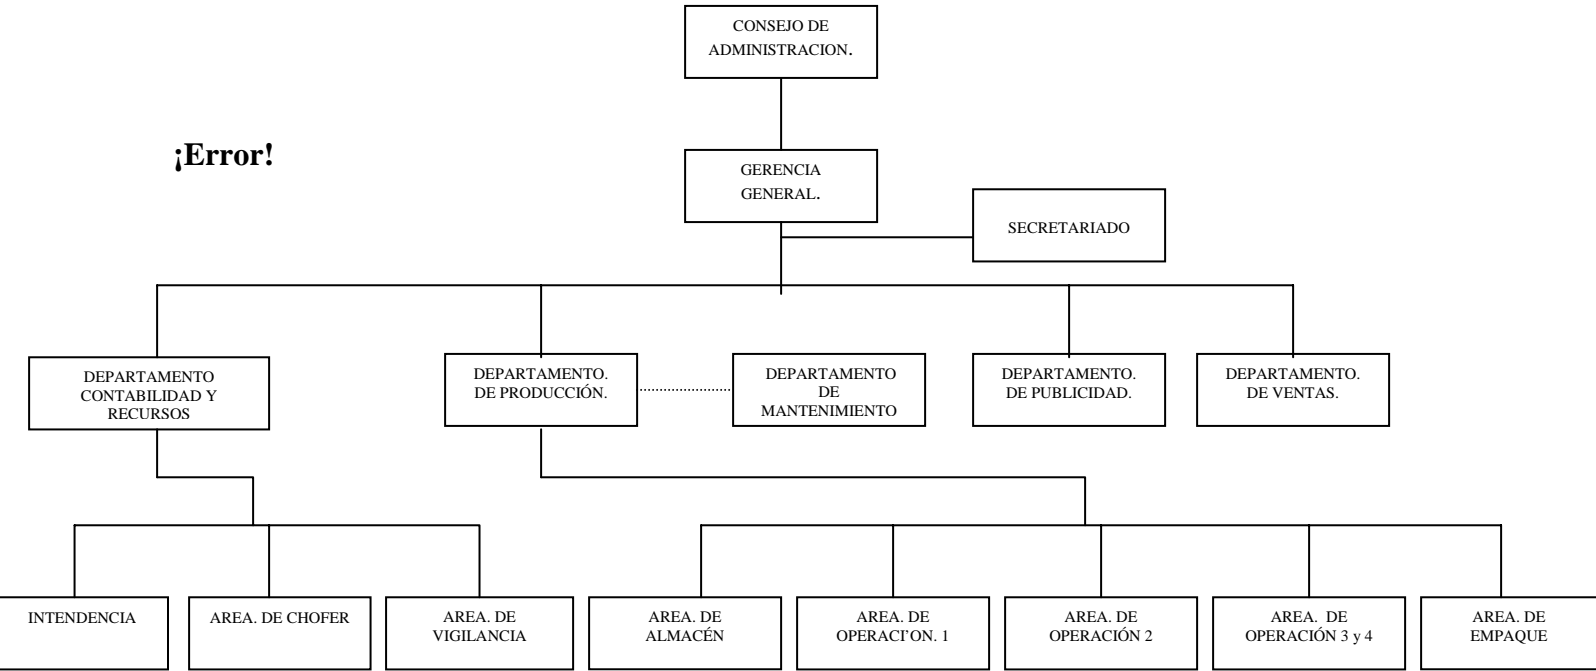 CONSEJO DE
ADMINISTRACION.
¡Error!
GERENCIA
GENERAL.
SECRETARIADO
DEPARTAMENTO
CONTABILIDAD Y
RECURSOS
DEPARTAMENTO.
DE PRODUCCIÓN.
DEPARTAMENTO
DE
MANTENIMIENTO
DEPARTAMENTO.
DE PUBLICIDAD.
DEPARTAMENTO.
DE VENTAS.
INTENDENCIA
AREA. DE CHOFER
AREA. DE
VIGILANCIA
AREA. DE
ALMACÉN
AREA. DE
OPERACI’ON. 1
AREA. DE
OPERACIÓN 2
AREA. DE
OPERACIÓN 3 y 4
AREA. DE
EMPAQUE